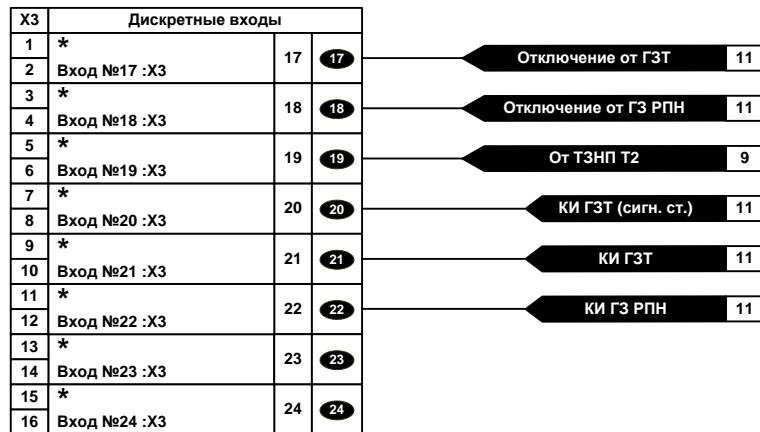 X3 Дискретные входы
1 *
17 17 Отключение от ГЗТ 11
2 Вход №17 :X3
3 *
18 18 Отключение от ГЗ РПН 11
4 Вход №18 :X3
5 *
19 19 От ТЗНП Т2 9
6 Вход №19 :X3
7 *
20 20 КИ ГЗТ (сигн. ст.) 11
8 Вход №20 :X3
9 *
21 21 КИ ГЗТ 11
10 Вход №21 :X3
11 *
22 22 КИ ГЗ РПН 11
12 Вход №22 :X3
13 *
23 23
14 Вход №23 :X3
15 *
24 24
16 Вход №24 :X3